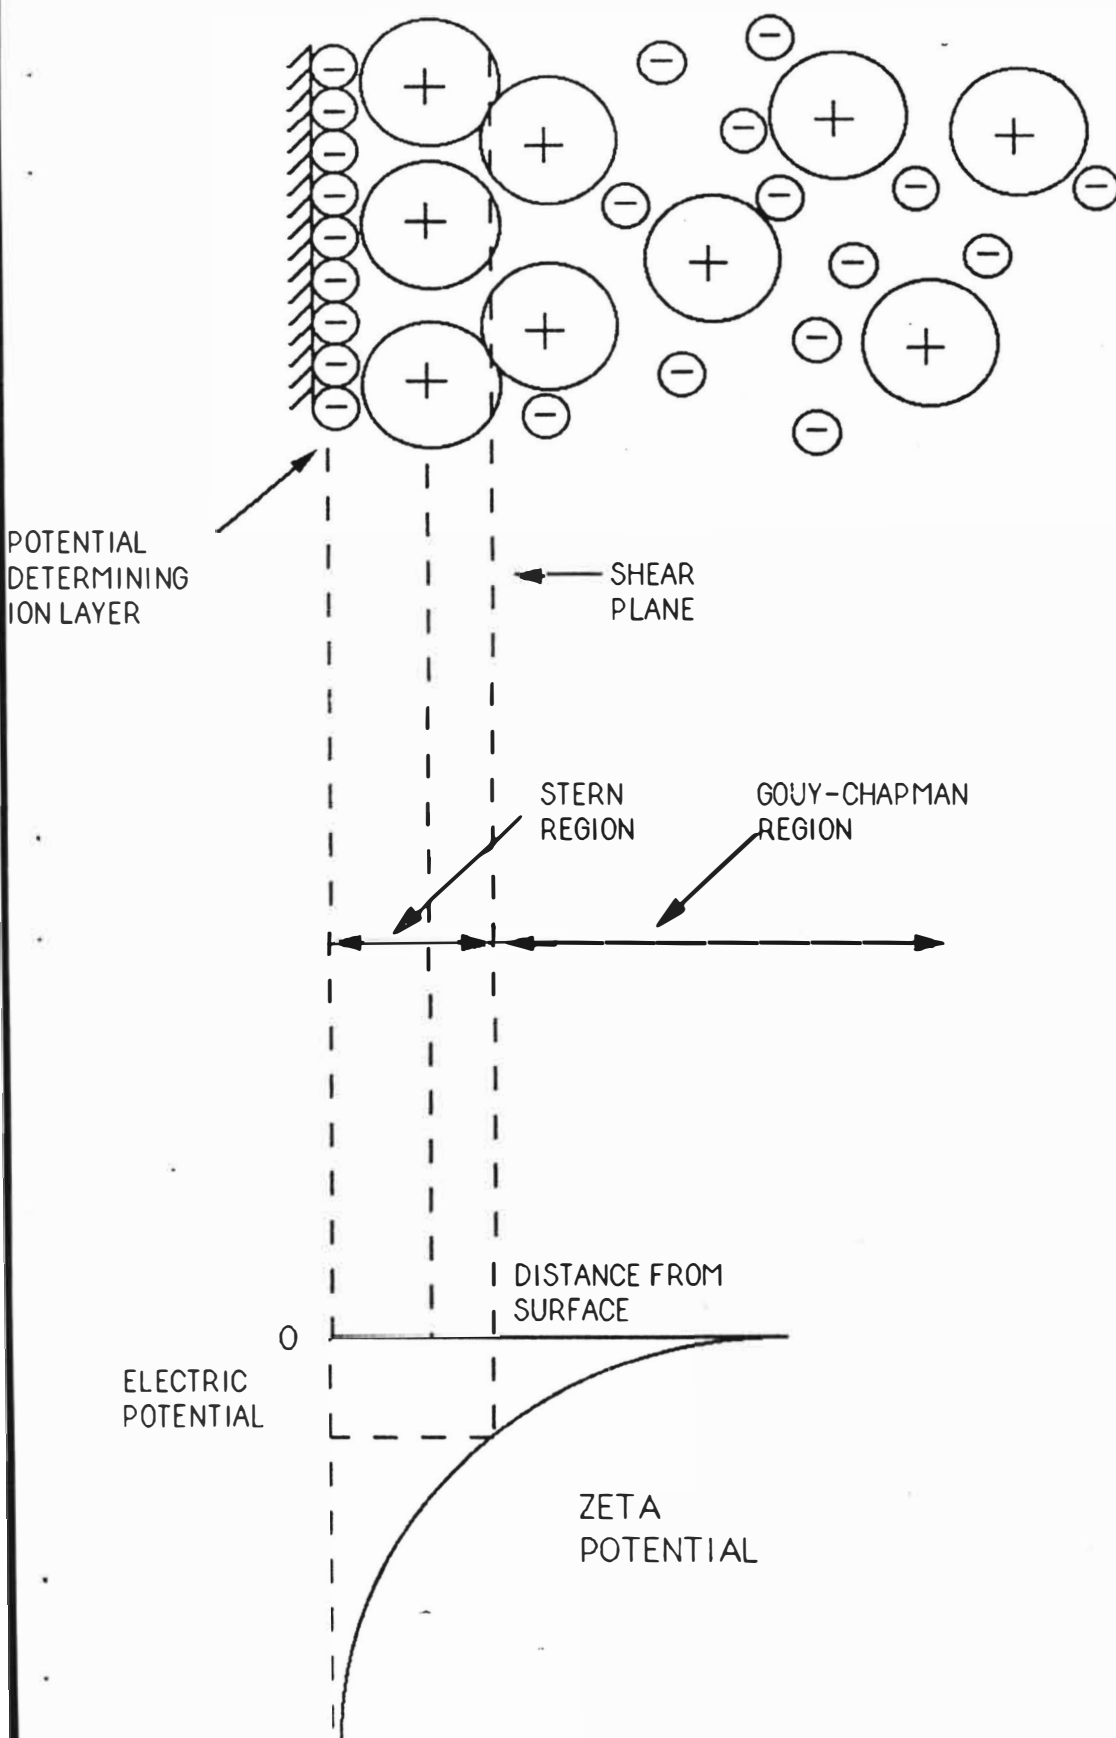 POTENTIAL
DETERMINING
ION LAYER
SHEAR
PLANE
STERN
REGION
GOUY-CHAPMAN
REGION
DISTANCE FROM
SURFACE
0
ELECTRIC
POTENTIAL
ZETA
POTENTIAL